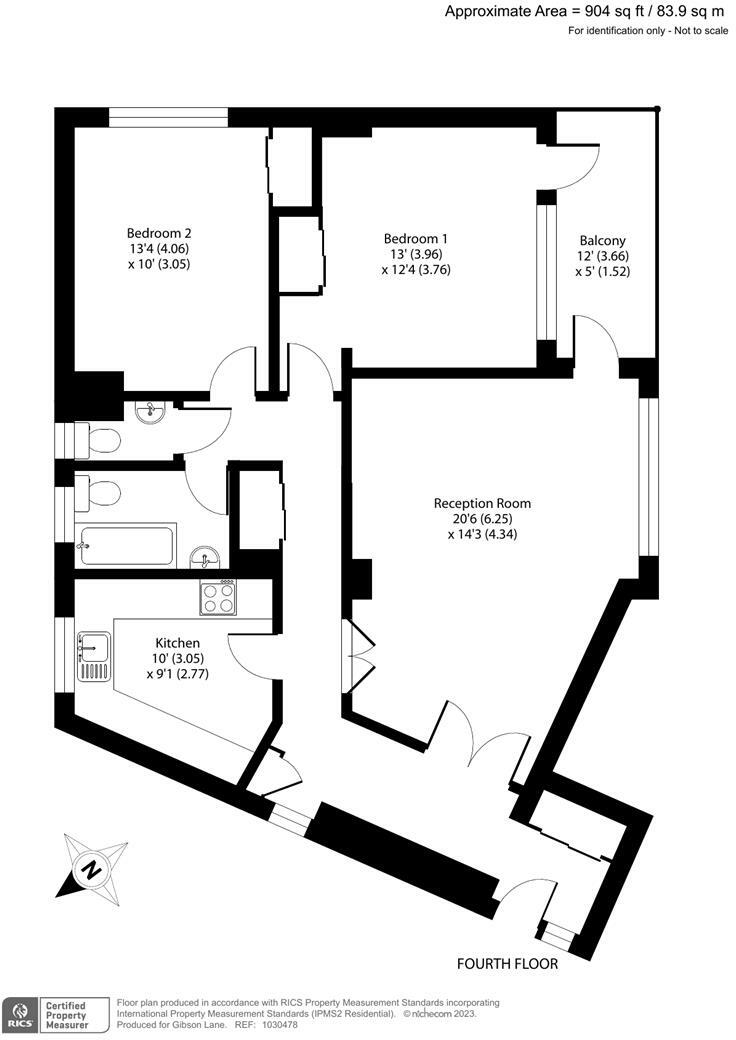 Approximate Area = 904 sq ft / 83.9 sq m
For identification only - Not to scale
Bedroom 2
13'4 (4.06)
x 10' (3.05)
Bedroom 1
13' (3.96)
x 12'4 (3.76)
Balcony
12' (3.66)
x 5' (1.52)
Reception Room
20'6 (6.25)
x 14'3 (4.34)
Kitchen
10' (3.05)
x 9'1 (2.77)
N
FOURTH FLOOR
RICS
Certified
Property
Measurer
Floor plan produced in accordance with RICS Property Measurement Standards incorporating
International Property Measurement Standards (IPMS2 Residential). © nichecom 2023.
Produced for Gibson Lane. REF: 1030478